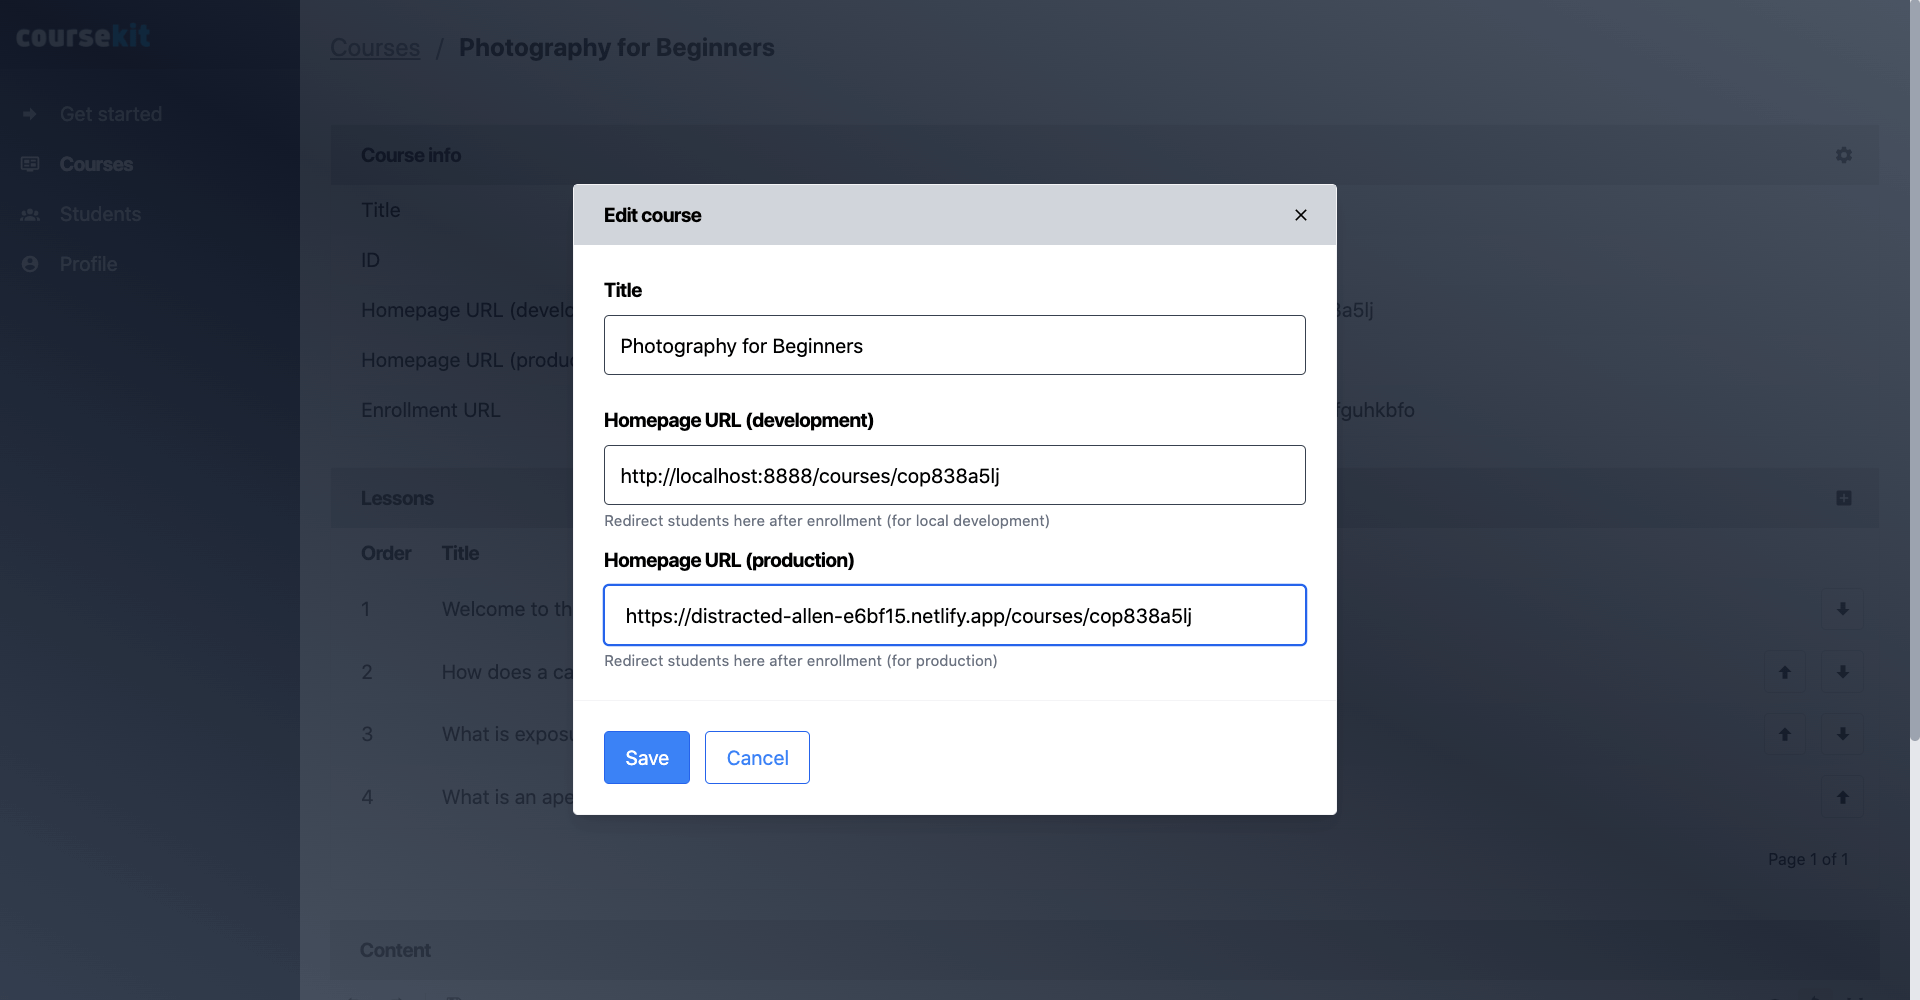 coursekit
Get started
Courses
Students
Profile
Courses / Photography for Beginners
Course info
Title
ID
Homepage URL (develo
Homepage URL (produ
Enrollment URL
a5lj
fguhkbfo
Lessons
Order Title
1 Welcome to th
2 How does a ca
3 What is expos
4 What is an ape
Page 1 of 1
Content
Edit course
Title
Photography for Beginners
Homepage URL (development)
http://localhost:8888/courses/cop838a5lj
Redirect students here after enrollment (for local development)
Homepage URL (production)
https://distracted-allen-e6bf15.netlify.app/courses/cop838a5lj
Redirect students here after enrollment (for production)
Save Cancel